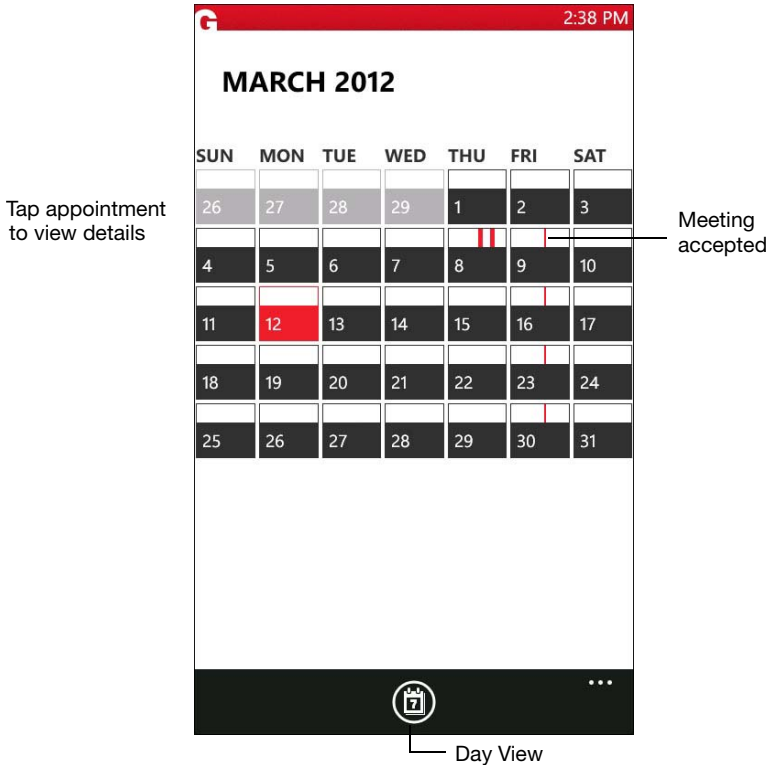 G 2:38 PM
MARCH 2012
SUN MON TUE WED THU FRI SAT
26 27 28 29 1 2 3
Tap appointment
to view details
Meeting
accepted
4 5 6 7 8 9 10
11 12 13 14 15 16 17
18 19 20 21 22 23 24
25 26 27 28 29 30 31
...
7
Day View